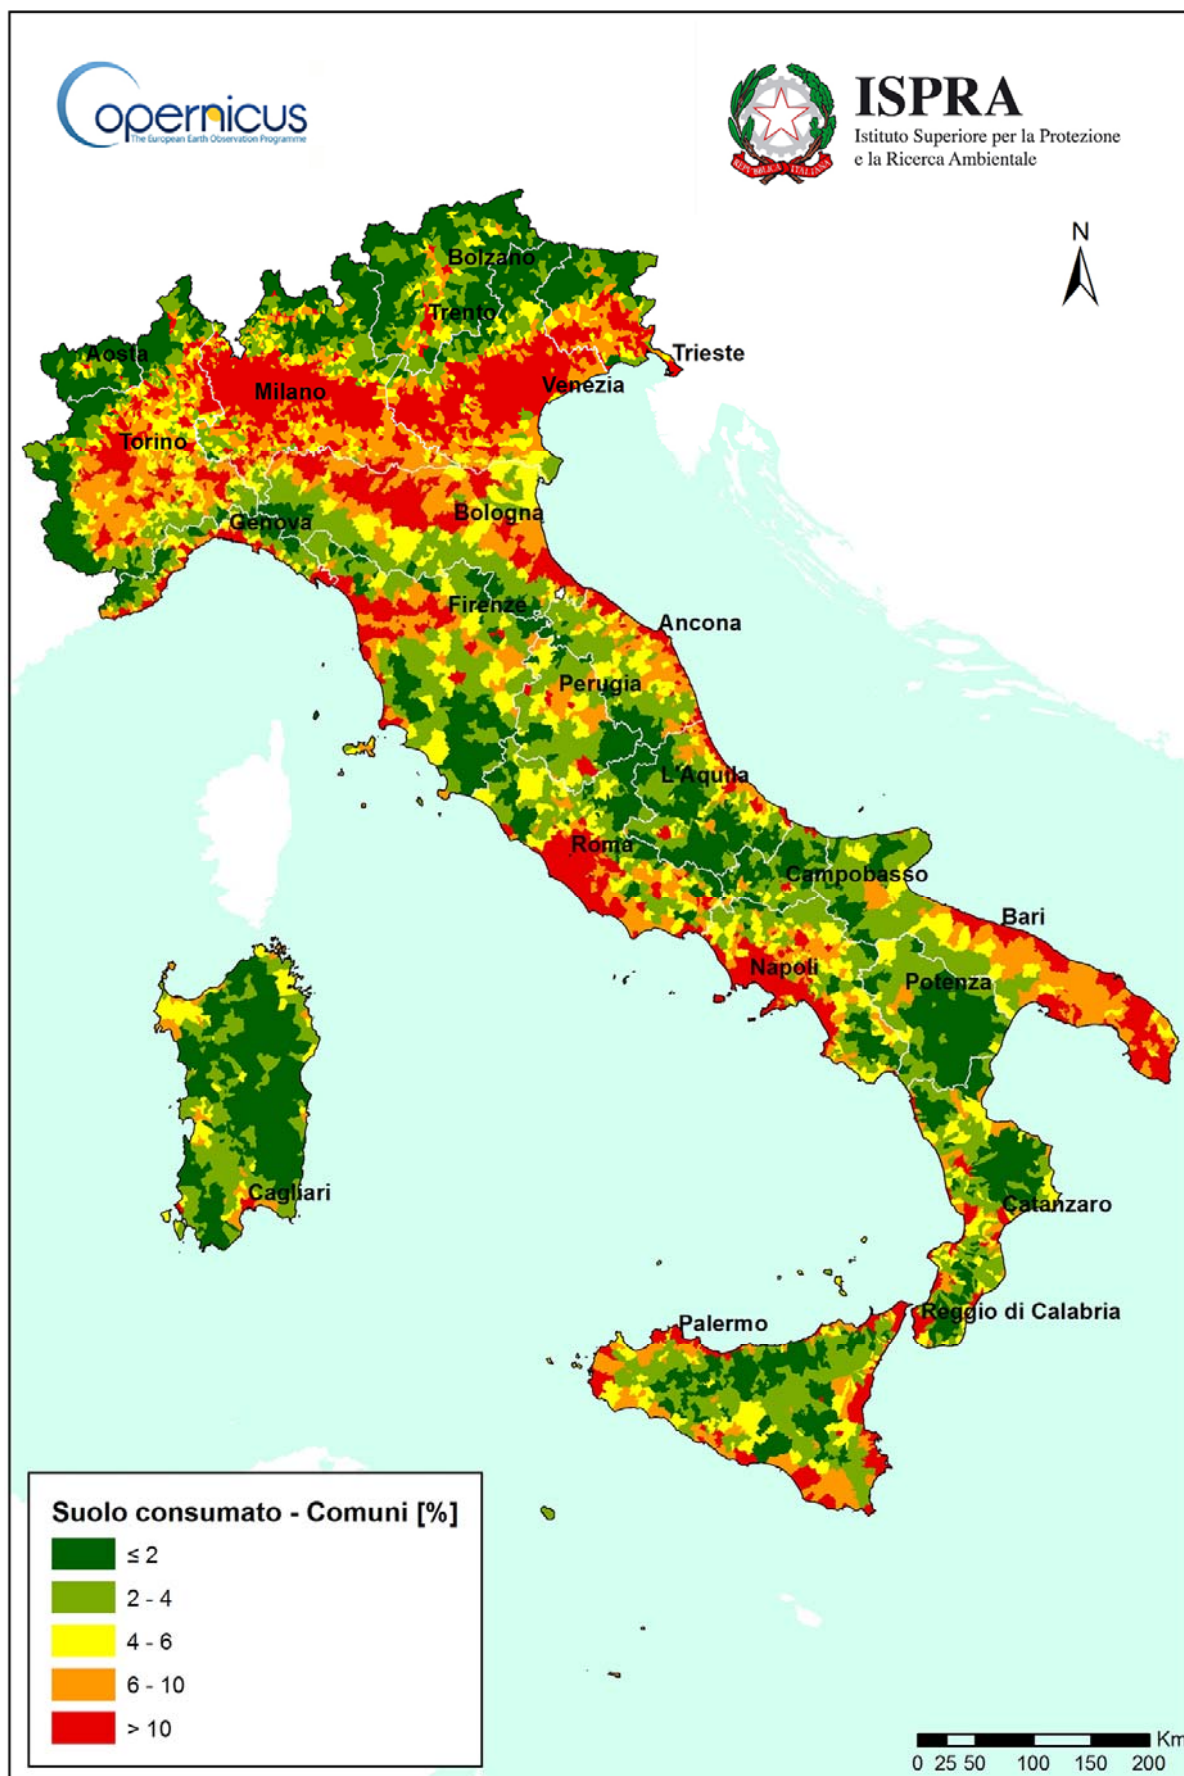 Copernicus
The European Earth Observation Programme
REPVBBLICA ITALIANA
ISPRA
Istituto Superiore per la Protezione
e la Ricerca Ambientale
N
Bolzano
Trento
Aosta
Trieste
Milano
Venezia
Torino
Bologna
Genova
Firenze
Ancona
Perugia
L'Aquila
Roma
Campobasso
Bari
Napoli
Potenza
Cagliari
Catanzaro
Reggio di Calabria
Palermo
Suolo consumato - Comuni [%]
≤ 2
2 - 4
4 - 6
6 - 10
> 10
Km
0 25 50 100 150 200